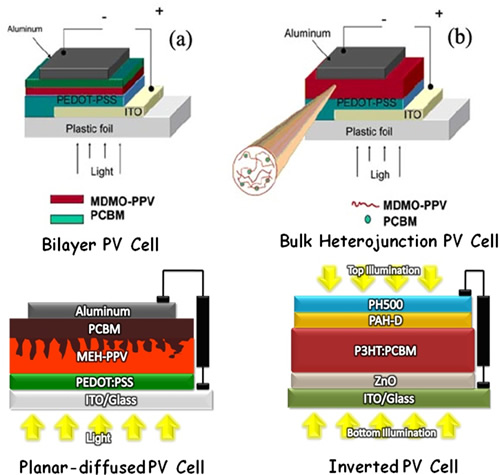 - +
Aluminum
(a)
PEDOT-PSS
ITO
Plastic foil
Light
MDMO-PPV
PCBM
Bilayer PV Cell
- +
Aluminum
(b)
PEDOT-PSS
ITO
Plastic foil
Light
MDMO-PPV
PCBM
Bulk Heterojunction PV Cell
Aluminum
PCBM
MEH-PPV
PEDOT:PSS
ITO/Glass
Light
Planar-diffused PV Cell
Top Illumination
PH500
PAH-D
P3HT:PCBM
ZnO
ITO/Glass
Bottom Illumination
Inverted PV Cell